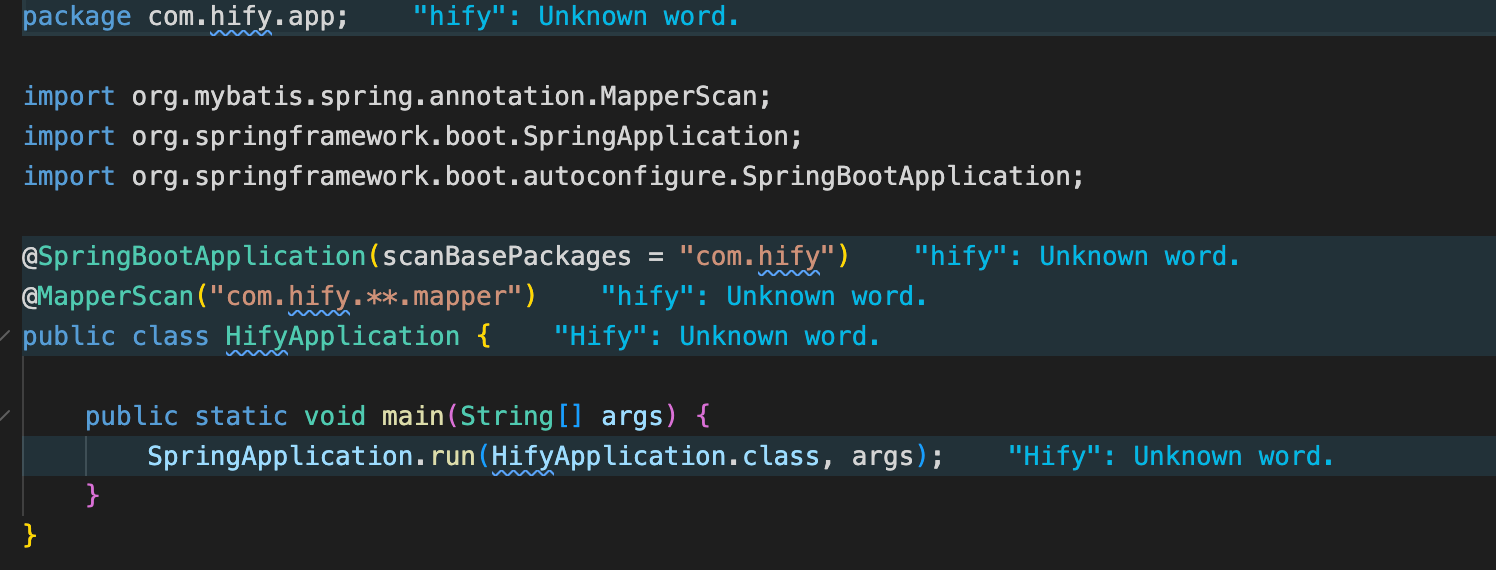 package com.hify.app;    "hify": Unknown word.
import org.mybatis.spring.annotation.MapperScan;
import org.springframework.boot.SpringApplication;
import org.springframework.boot.autoconfigure.SpringBootApplication;
@SpringBootApplication(scanBasePackages = "com.hify")    "hify": Unknown word.
@MapperScan("com.hify.**.mapper")    "hify": Unknown word.
public class HifyApplication {    "Hify": Unknown word.
    public static void main(String[] args) {
        SpringApplication.run(HifyApplication.class, args);    "Hify": Unknown word.
    }
}